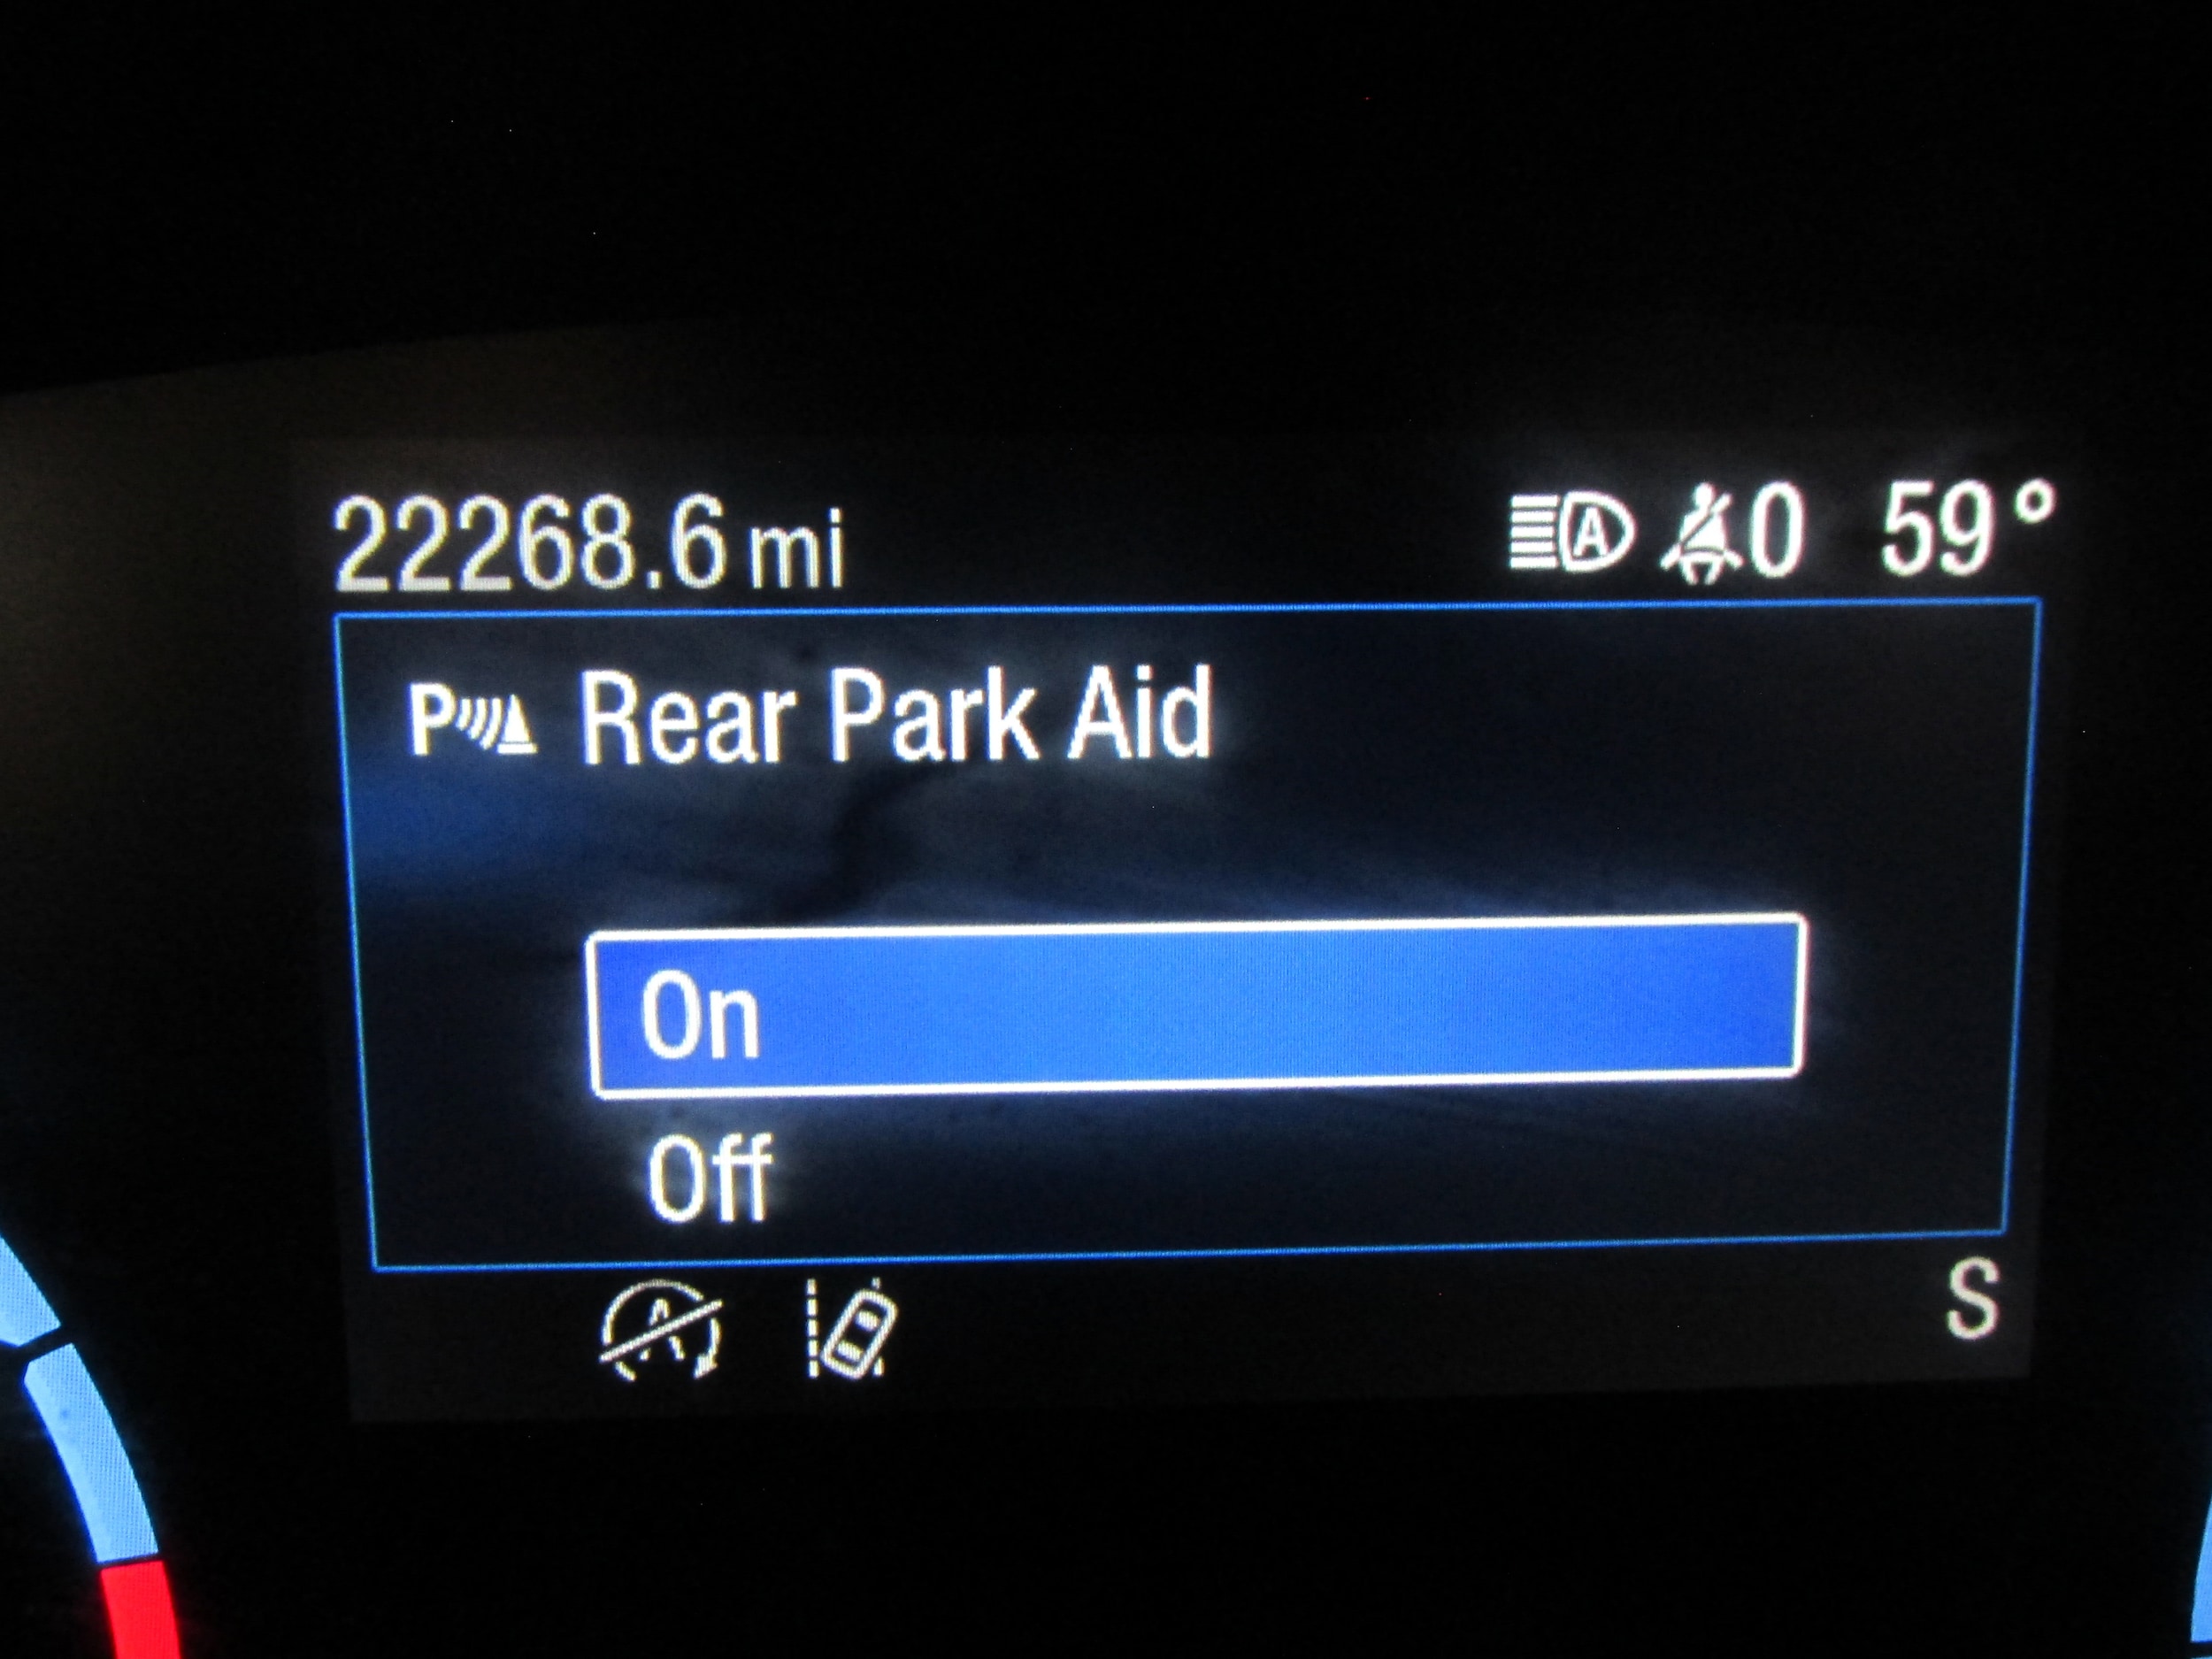 22268.6 mi A 0 59°
P Rear Park Aid
On
Off
A S